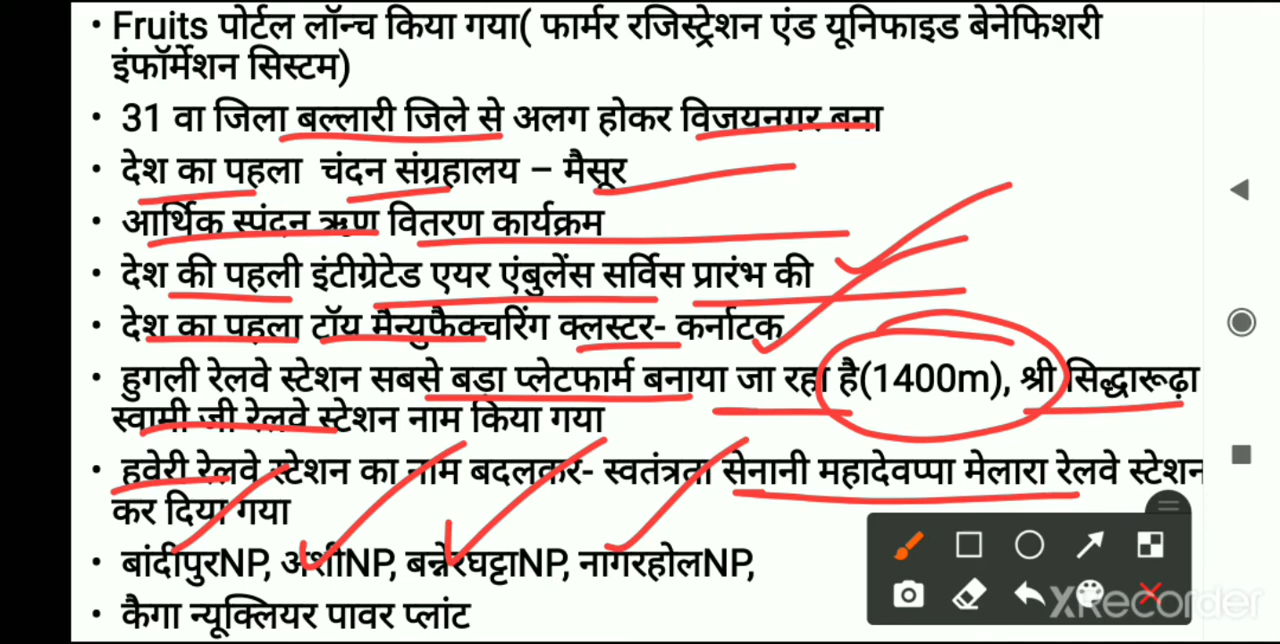 • Fruits पोर्टल लॉन्च किया गया( फार्मर रजिस्ट्रेशन एंड यूनिफाइड बेनेफिशरी
इंफॉर्मेशन सिस्टम)
• 31 वा जिला बल्लारी जिले से अलग होकर विजयनगर बना
• देश का पहला चंदन संग्रहालय – मैसूर
• आर्थिक स्पंदन ऋण वितरण कार्यक्रम
• देश की पहली इंटीग्रेटेड एयर एंबुलेंस सर्विस प्रारंभ की
• देश का पहला टॉय मैन्युफैक्चरिंग क्लस्टर- कर्नाटक
• हुगली रेलवे स्टेशन सबसे बड़ा प्लेटफार्म बनाया जा रहा है(1400m), श्री सिद्धारूढ़ा
स्वामी जी रेलवे स्टेशन नाम किया गया
• हवेरी रेलवे स्टेशन का नाम बदलकर- स्वतंत्रता सेनानी महादेवप्पा मेलारा रेलवे स्टेशन
कर दिया गया
• बांदीपुरNP, अंशीNP, बन्नेरघट्टाNP, नागरहोलNP,
• कैगा न्यूक्लियर पावर प्लांट
XRecorder